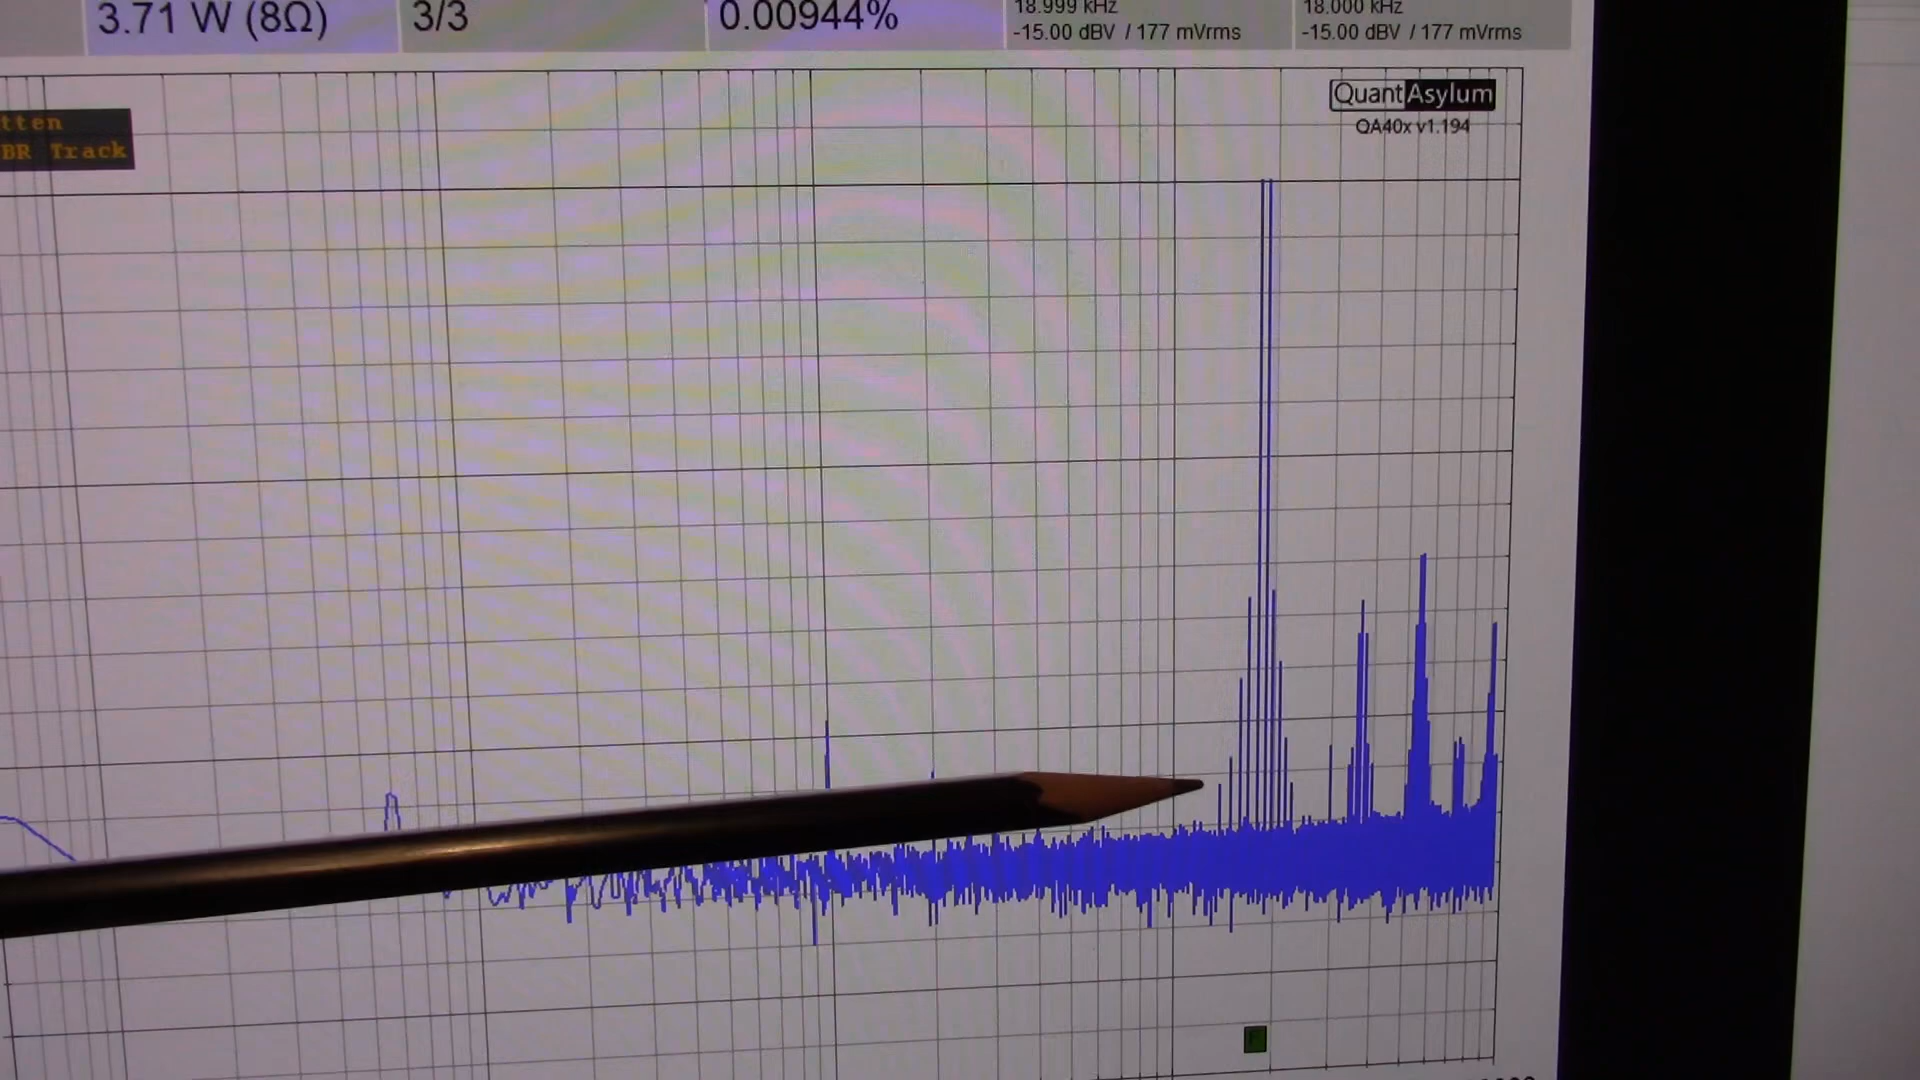 3.71 W (8Ω)
3/3
0.00944%
18.999 kHz
-15.00 dBV / 177 mVrms
18.000 kHz
-15.00 dBV / 177 mVrms
QuantAsylum
QA40x v1.194
tten
BR Track